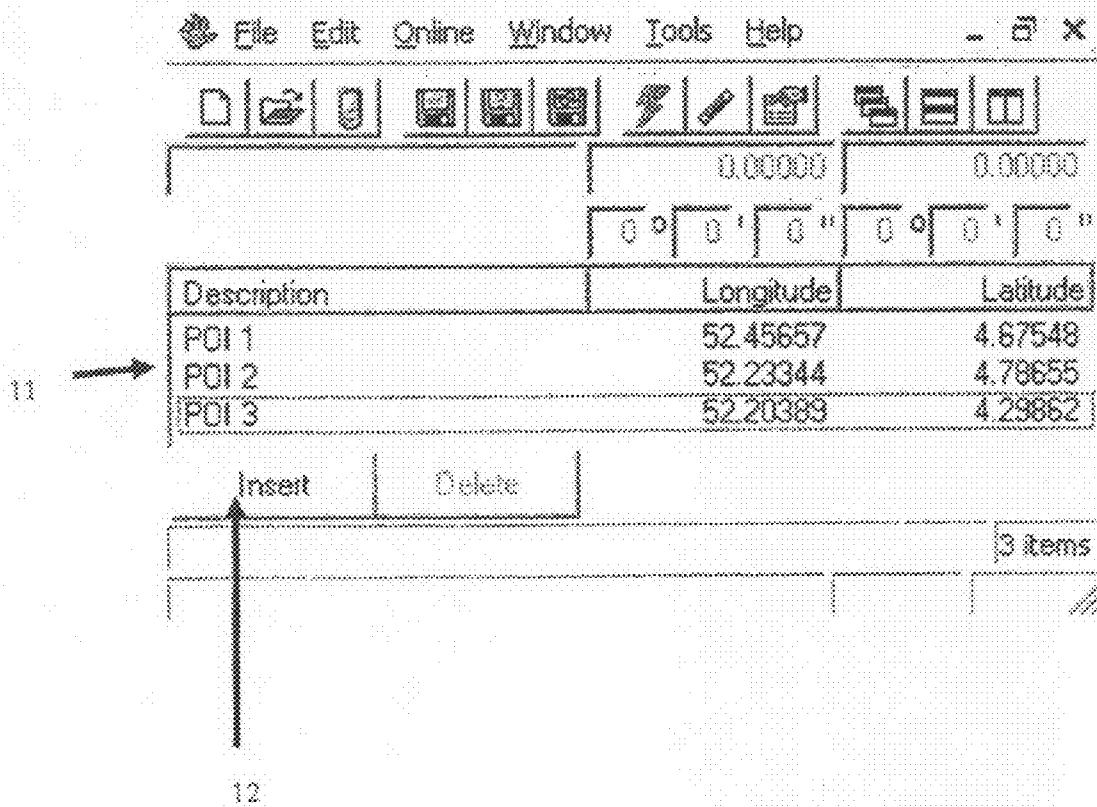 File Edit Online Window Tools Help
0.00000 0.00000
0 ° 0 ' 0 " 0 ° 0 ' 0 "
Description Longitude Latitude
POI 1 52.45657 4.67548
POI 2 52.23344 4.78655
11
POI 3 52.20389 4.29862
Insert Delete
3 items
12